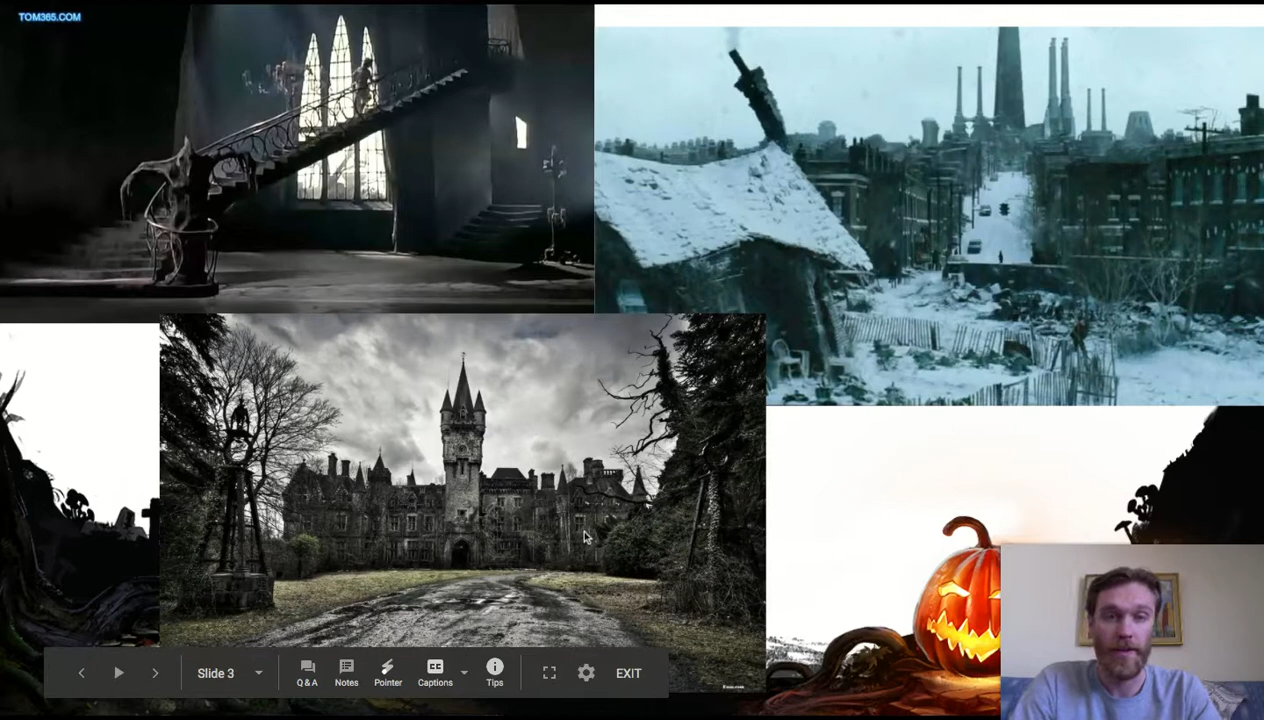 TOM365.COM
Slide 3
Q & A
Notes
Pointer
Captions
Tips
EXIT